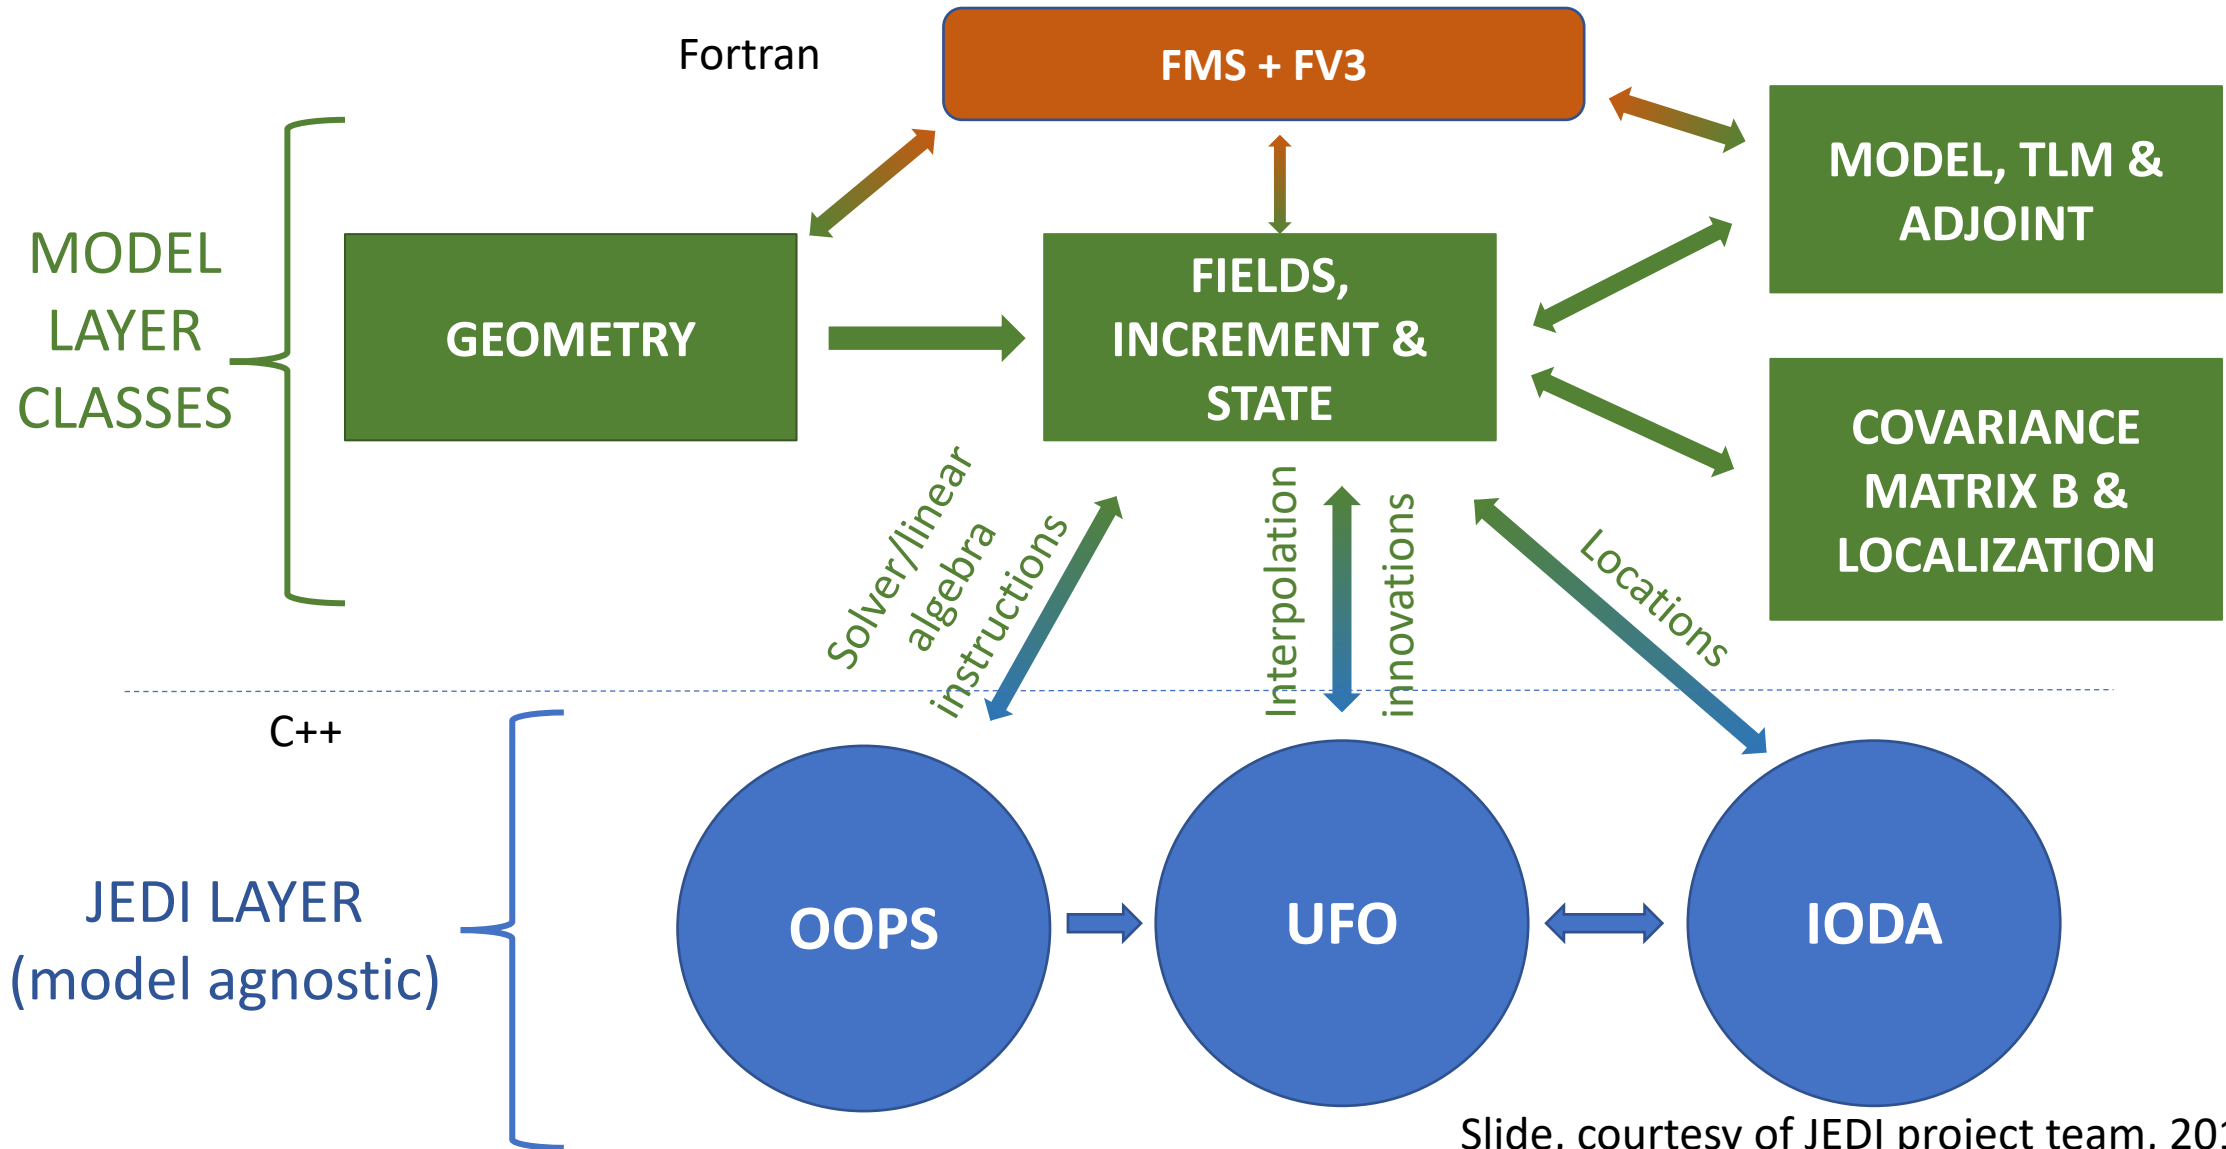 Fortran
FMS + FV3
MODEL, TLM &
ADJOINT
MODEL
LAYER
CLASSES
GEOMETRY
FIELDS,
INCREMENT &
STATE
COVARIANCE
MATRIX B &
LOCALIZATION
Solver/linear
algebra
instructions
Interpolation
innovations
Locations
C++
JEDI LAYER
(model agnostic)
OOPS
UFO
IODA
Slide, courtesy of JEDI project team,